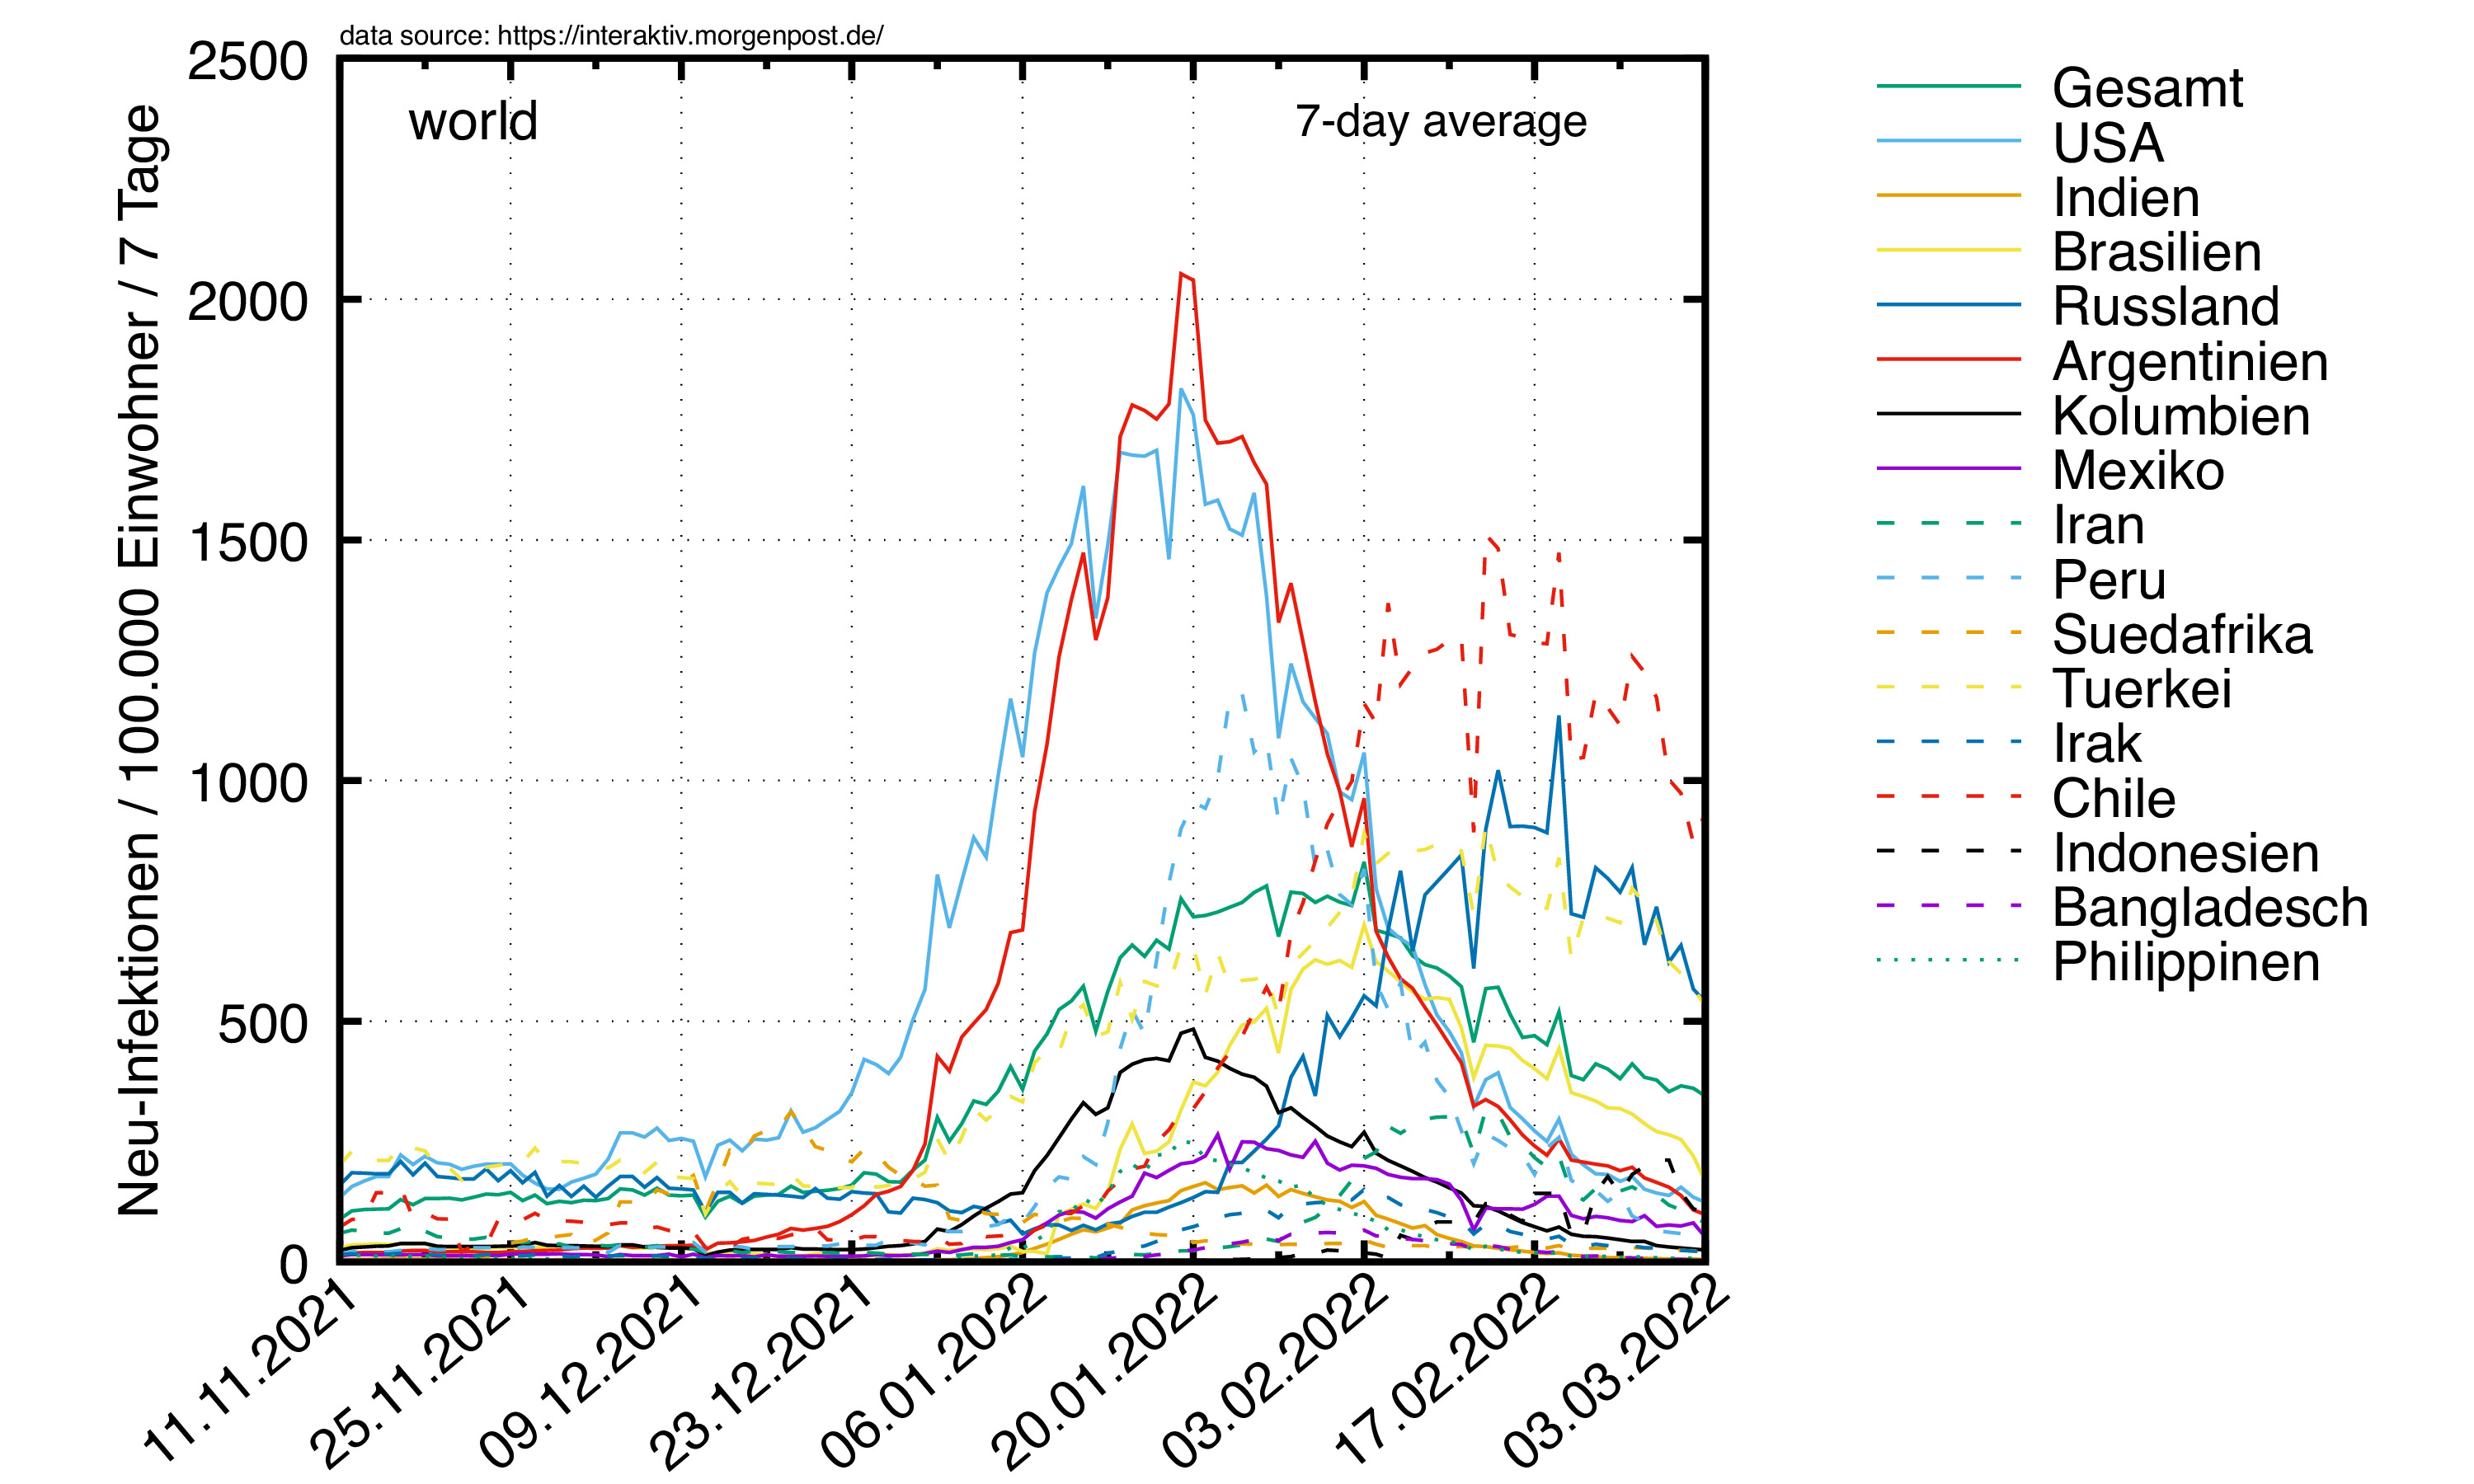 data source: https://interaktiv.morgenpost.de/
2500
2000
1500
1000
500
0
Neu-Infektionen / 100.000 Einwohner / 7 Tage
world
7-day average
11.11.2021
25.11.2021
09.12.2021
23.12.2021
06.01.2022
20.01.2022
03.02.2022
17.02.2022
03.03.2022
Gesamt
USA
Indien
Brasilien
Russland
Argentinien
Kolumbien
Mexiko
Iran
Peru
Suedafrika
Tuerkei
Irak
Chile
Indonesien
Bangladesch
Philippinen